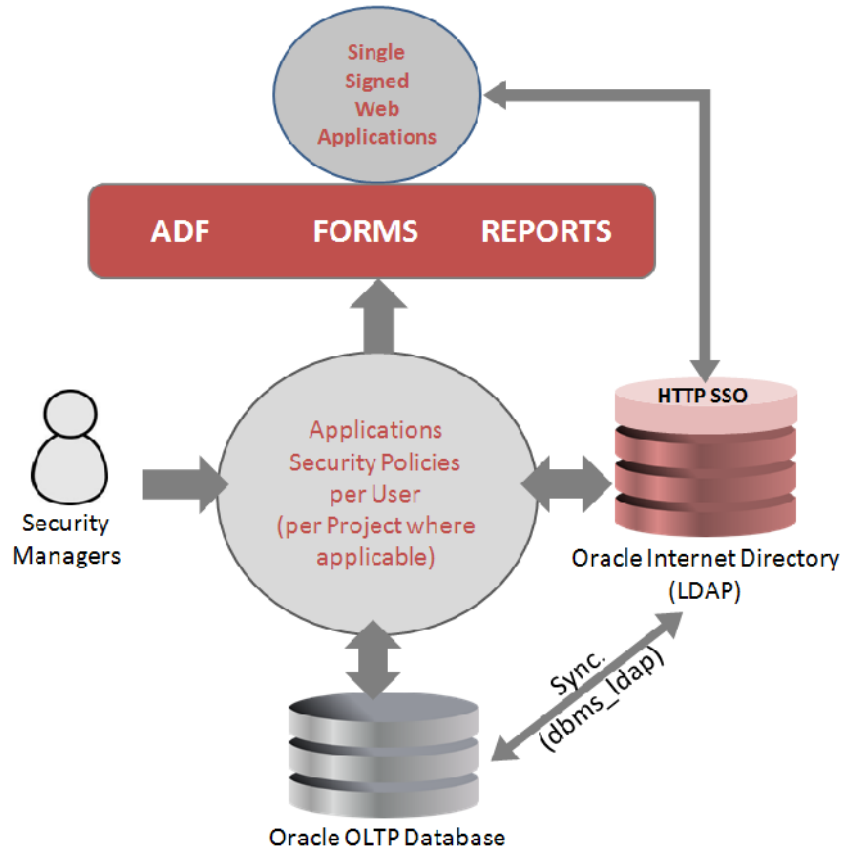 Single
Signed
Web
Applications
ADF FORMS REPORTS
HTTP SSO
Applications
Security Policies
per User
(per Project where
applicable)
Security
Managers
Oracle Internet Directory
(LDAP)
Sync.
(dbms_ldap)
Oracle OLTP Database